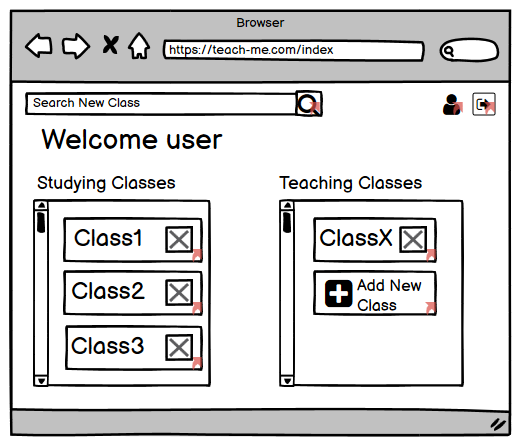 Browser
https://teach-me.com/index
Search New Class
Welcome user
Studying Classes
Class1
Class2
Class3
Teaching Classes
ClassX
Add New
Class